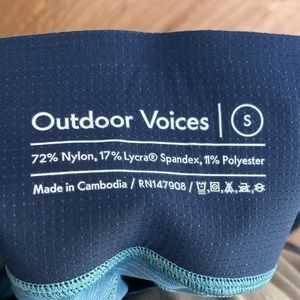 Outdoor Voices | S
72% Nylon, 17% Lycra® Spandex, 11% Polyester
Made in Cambodia / RN147908 /